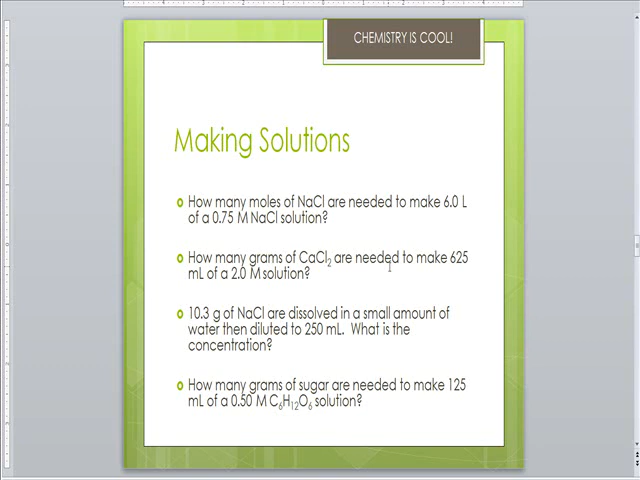 CHEMISTRY IS COOL!
Making Solutions
How many moles of NaCl are needed to make 6.0 L
of a 0.75 M NaCl solution?
How many grams of CaCl₂ are needed to make 625
mL of a 2.0 M solution?
10.3 g of NaCl are dissolved in a small amount of
water then diluted to 250 mL. What is the
concentration?
How many grams of sugar are needed to make 125
mL of a 0.50 M C₆H₁₂O₆ solution?